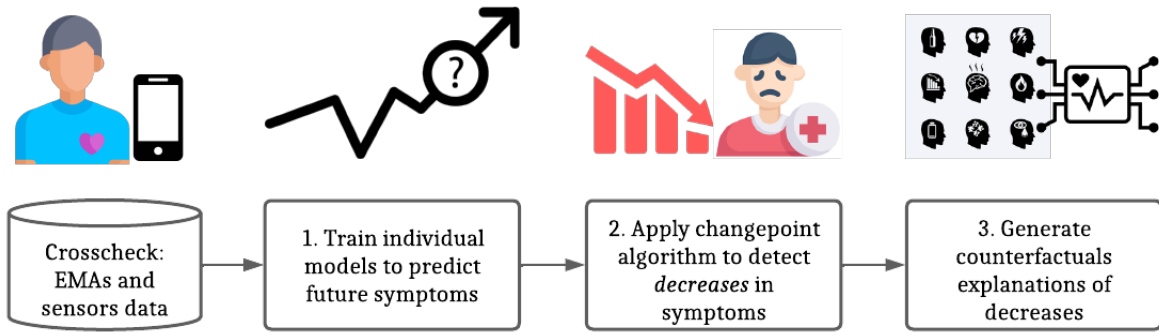 ?
Crosscheck:
EMAs and
sensors data
1. Train individual
models to predict
future symptoms
2. Apply changepoint
algorithm to detect
decreases in
symptoms
3. Generate
counterfactuals
explanations of
decreases